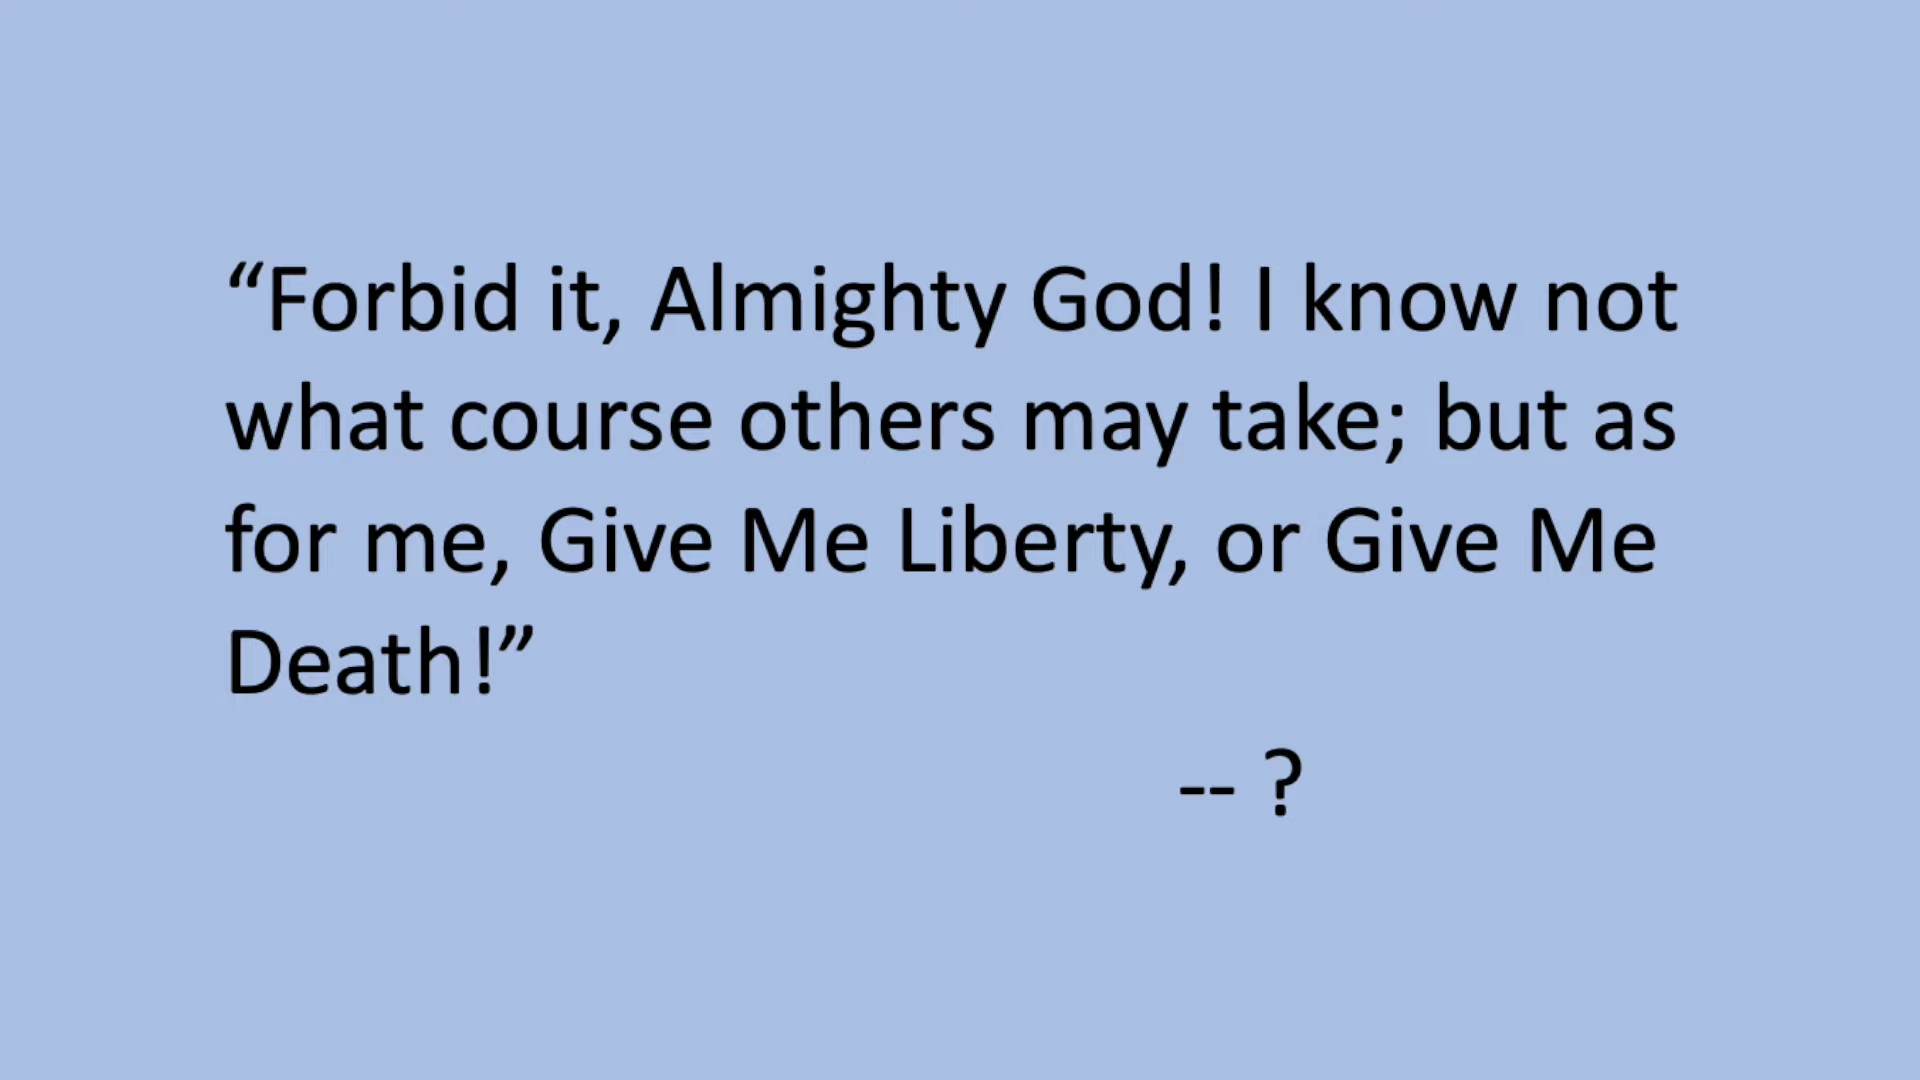 “Forbid it, Almighty God! I know not
what course others may take; but as
for me, Give Me Liberty, or Give Me
Death!”
-- ?